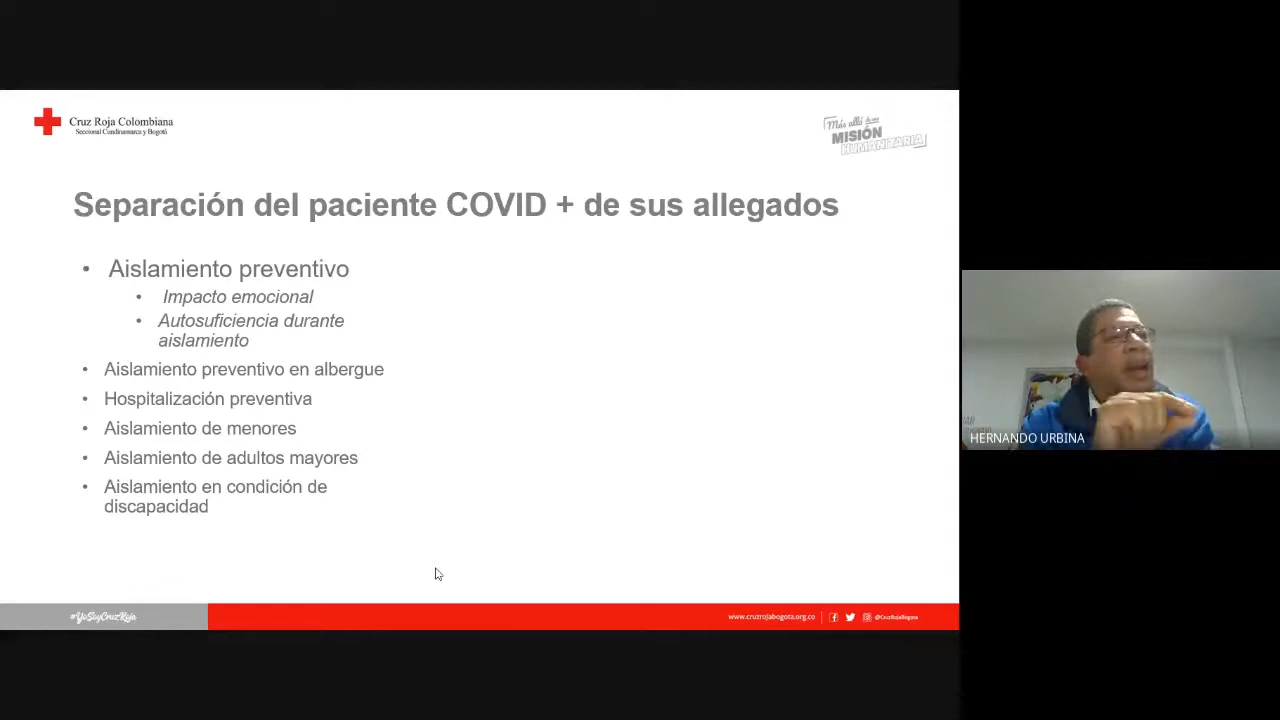 Cruz Roja Colombiana
Seccional Cundinamarca y Bogotá
Más allá de una
MISIÓN
HUMANITARIA
Separación del paciente COVID + de sus allegados
• Aislamiento preventivo
• Impacto emocional
• Autosuficiencia durante
aislamiento
• Aislamiento preventivo en albergue
• Hospitalización preventiva
• Aislamiento de menores
• Aislamiento de adultos mayores
• Aislamiento en condición de
discapacidad
HERNANDO URBINA
#YoSoyCruzRoja
www.cruzrojabogota.org.co
@CruzRojaBogota